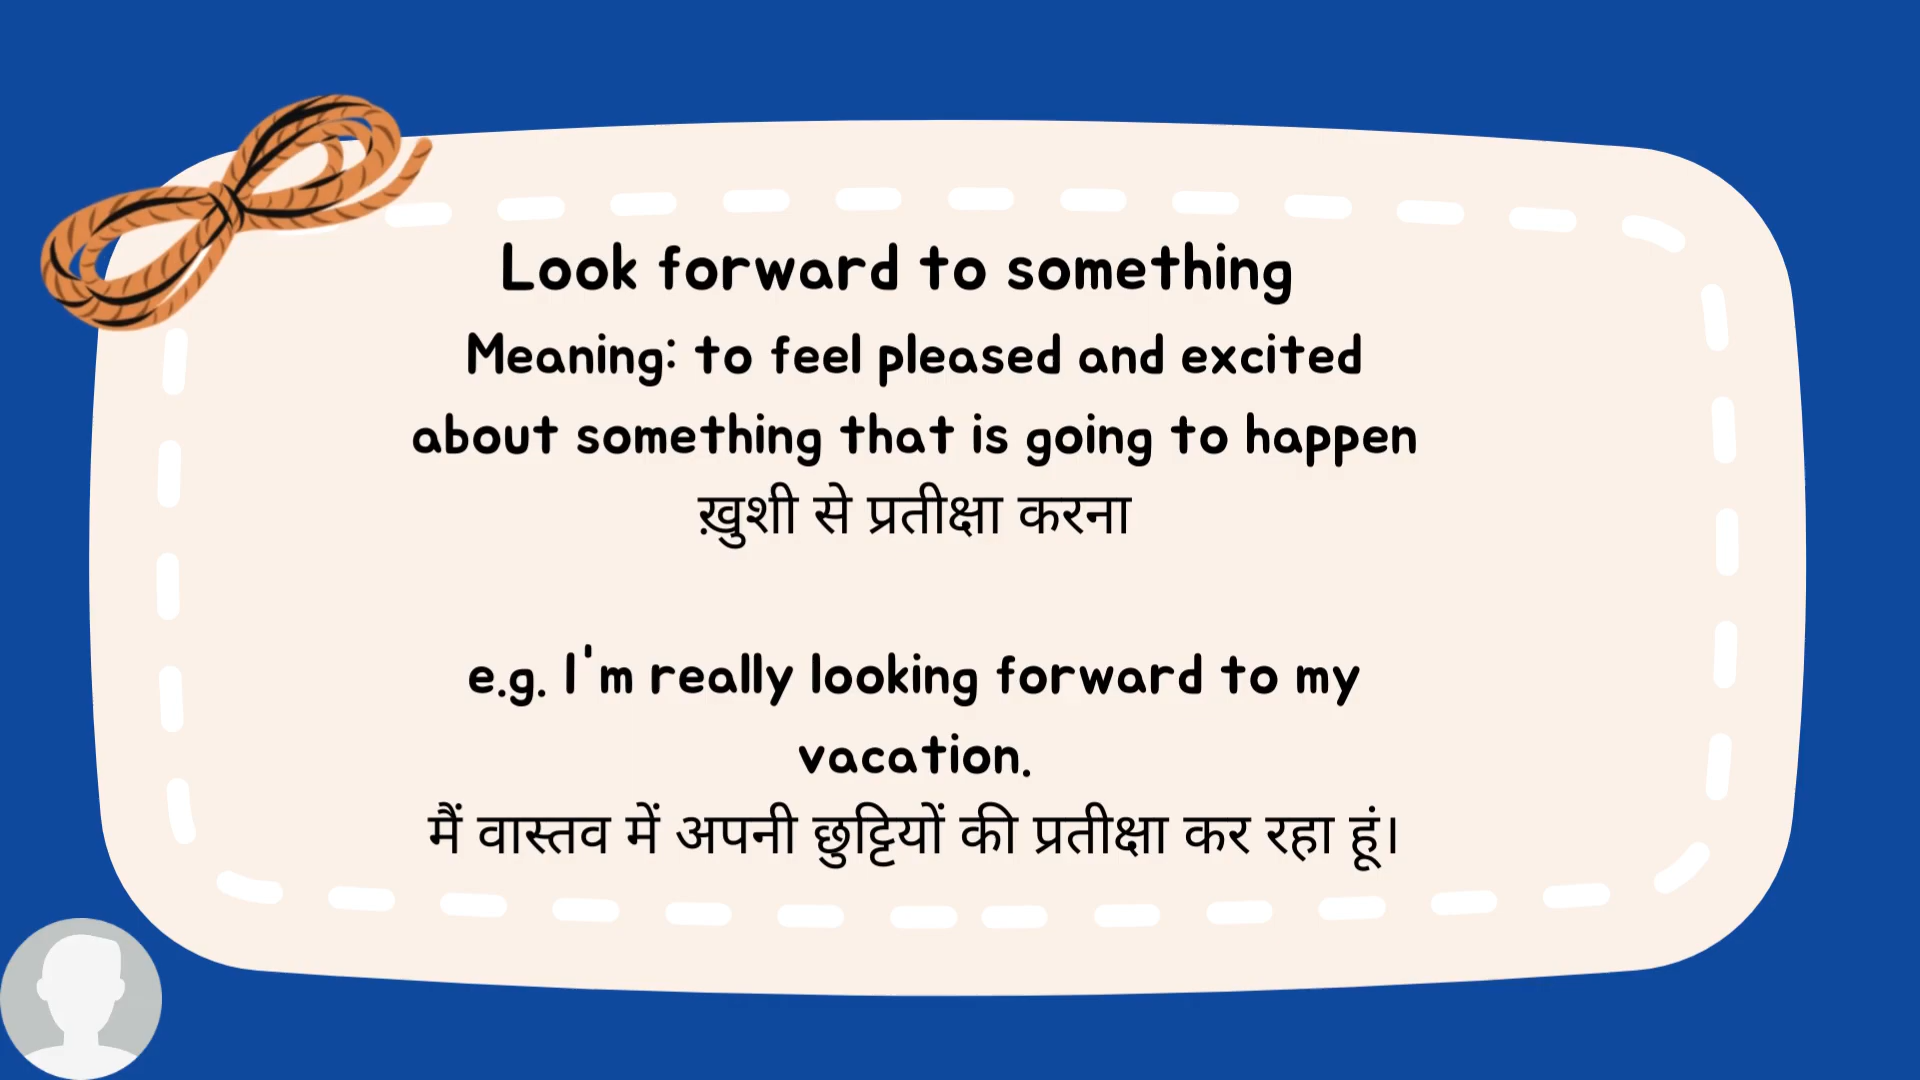 Look forward to something
Meaning: to feel pleased and excited
about something that is going to happen
ख़ुशी से प्रतीक्षा करना
e.g. I'm really looking forward to my
vacation.
मैं वास्तव में अपनी छुट्टियों की प्रतीक्षा कर रहा हूं।